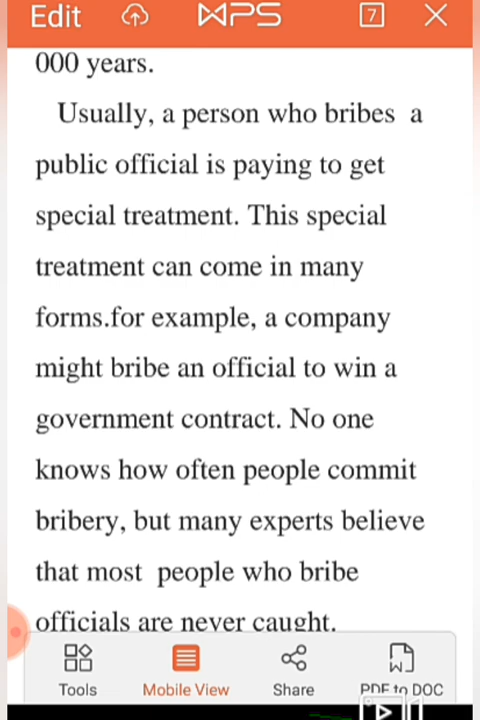 Edit WPS 7
000 years.
Usually, a person who bribes a
public official is paying to get
special treatment. This special
treatment can come in many
forms.for example, a company
might bribe an official to win a
government contract. No one
knows how often people commit
bribery, but many experts believe
that most people who bribe
officials are never caught.
Tools Mobile View Share PDF to DOC